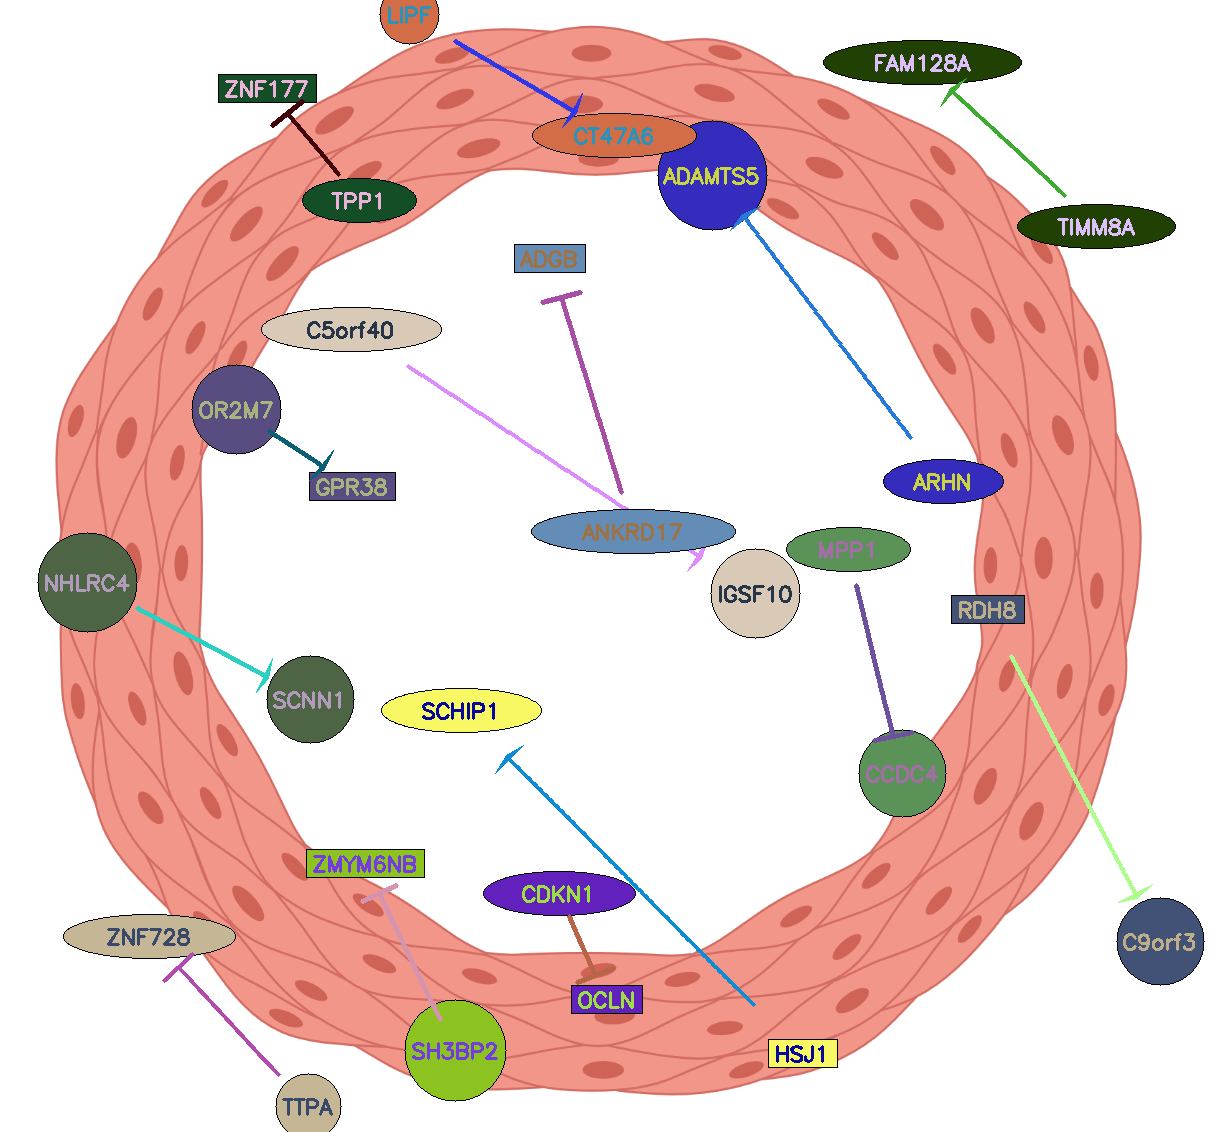 LIPF
FAM128A
ZNF177
CT47A6
ADAMTS5
TPP1
TIMM8A
ADGB
C5orf40
OR2M7
GPR38
ARHN
ANKRD17
MPP1
NHLRC4
IGSF10
RDH8
SCNN1
SCHIP1
CCDC4
ZMYM6NB
CDKN1
ZNF728
C9orf3
OCLN
SH3BP2
HSJ1
TTPA